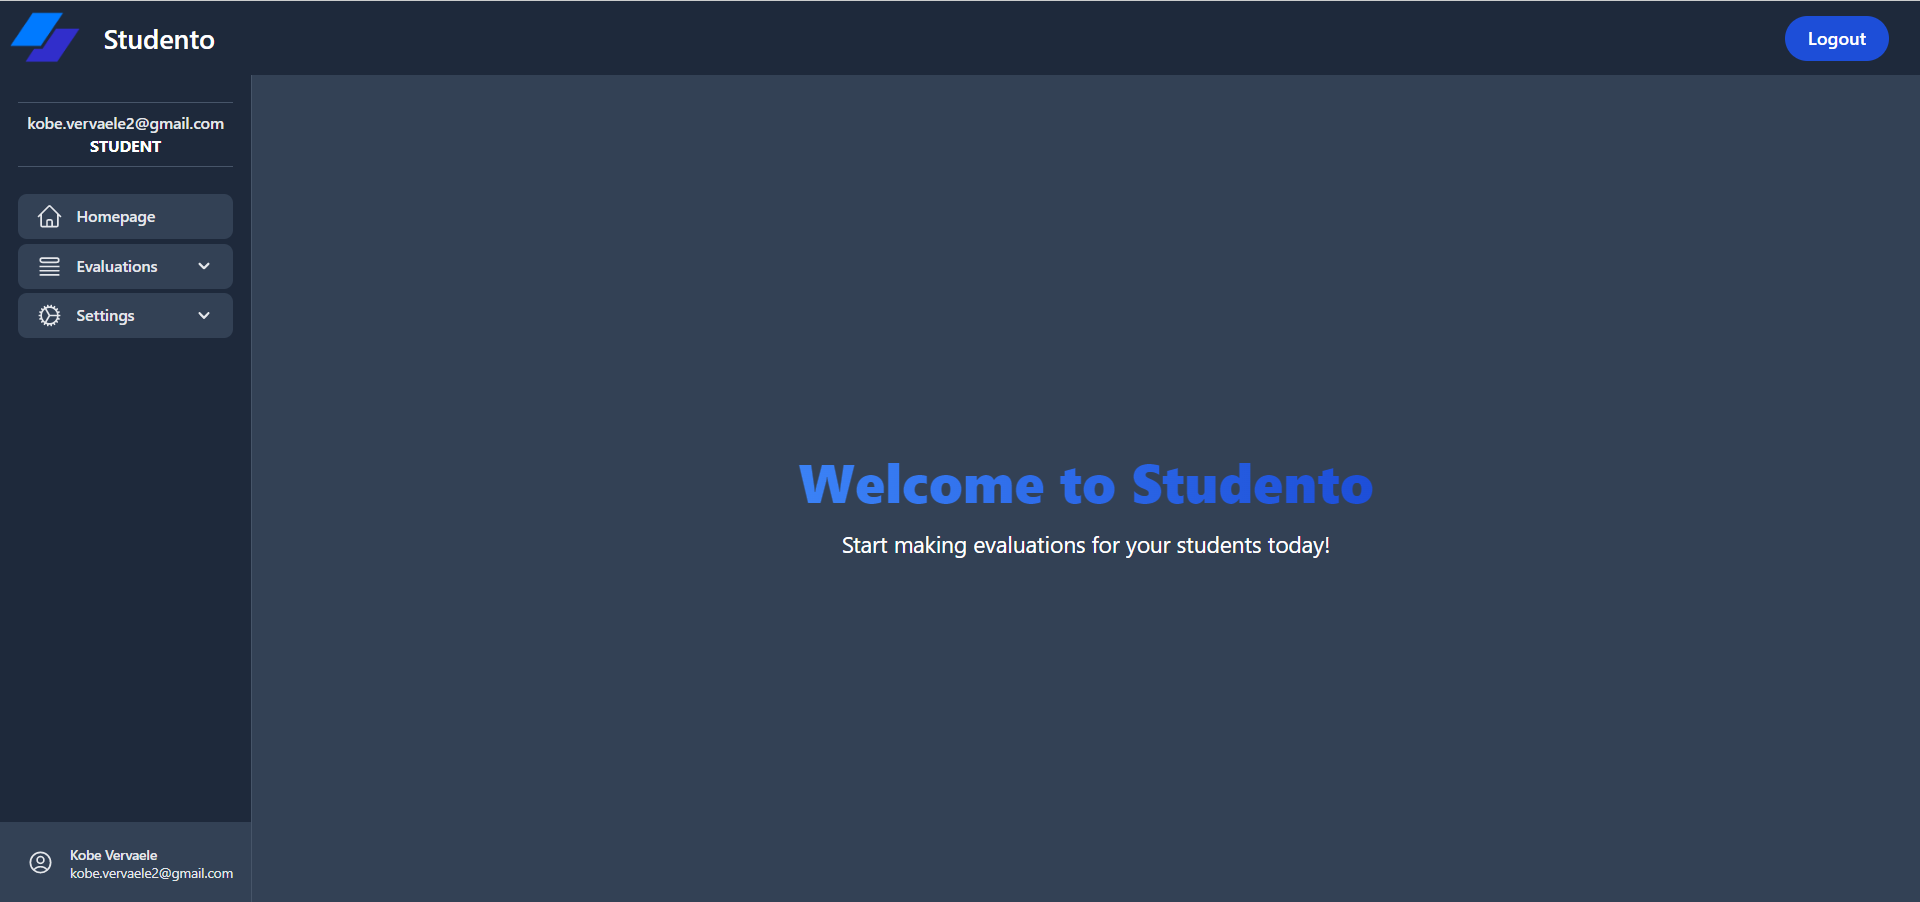 Studento
Logout
kobe.vervaele2@gmail.com
STUDENT
Homepage
Evaluations
Settings
Welcome to Studento
Start making evaluations for your students today!
Kobe Vervaele
kobe.vervaele2@gmail.com